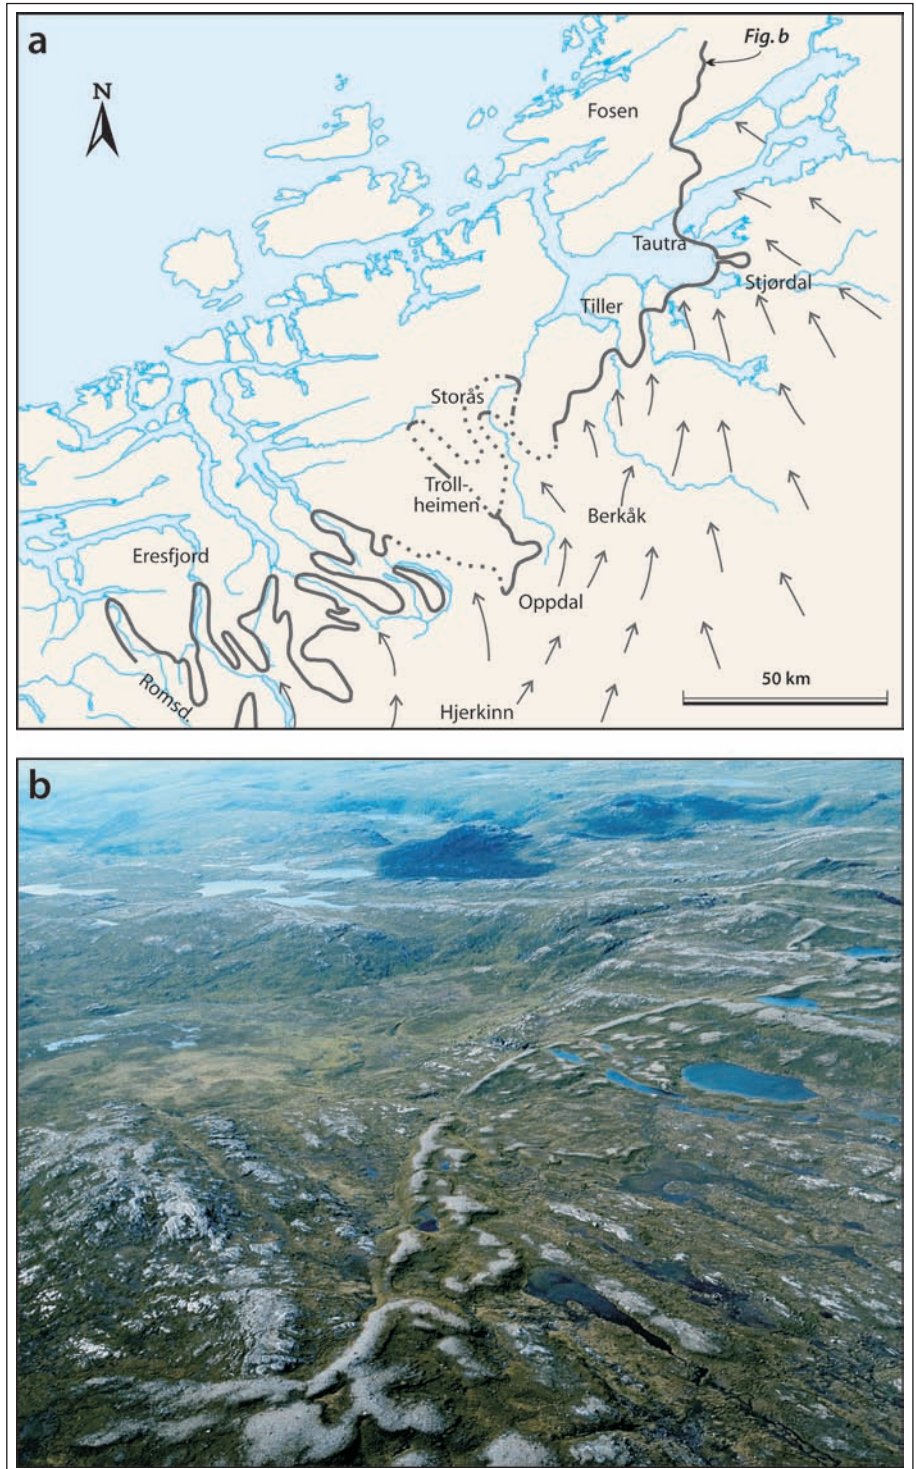 a
N
Fig. b
Fosen
Tautra
Stjørdal
Tiller
Storås
Troll-
heimen
Berkåk
Eresfjord
Oppdal
Romsd.
Hjerkinn
50 km
b